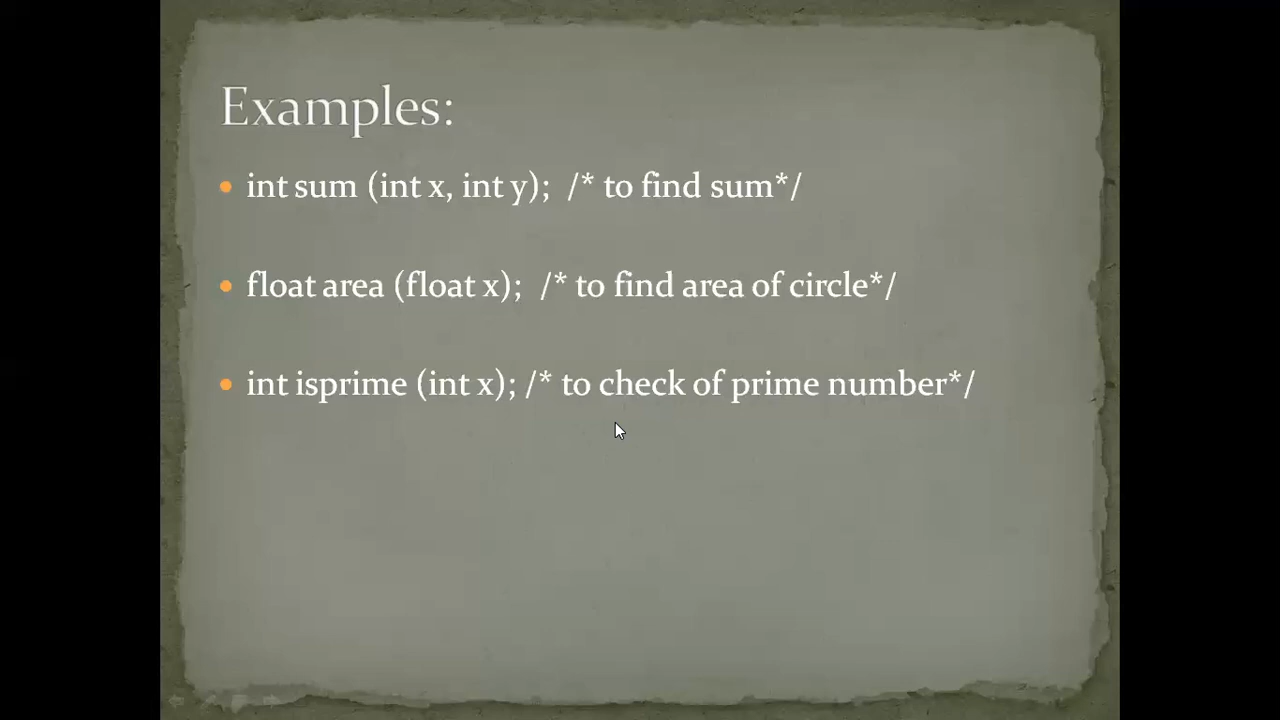 Examples:
int sum (int x, int y);  /* to find sum*/
float area (float x);  /* to find area of circle*/
int isprime (int x); /* to check of prime number*/